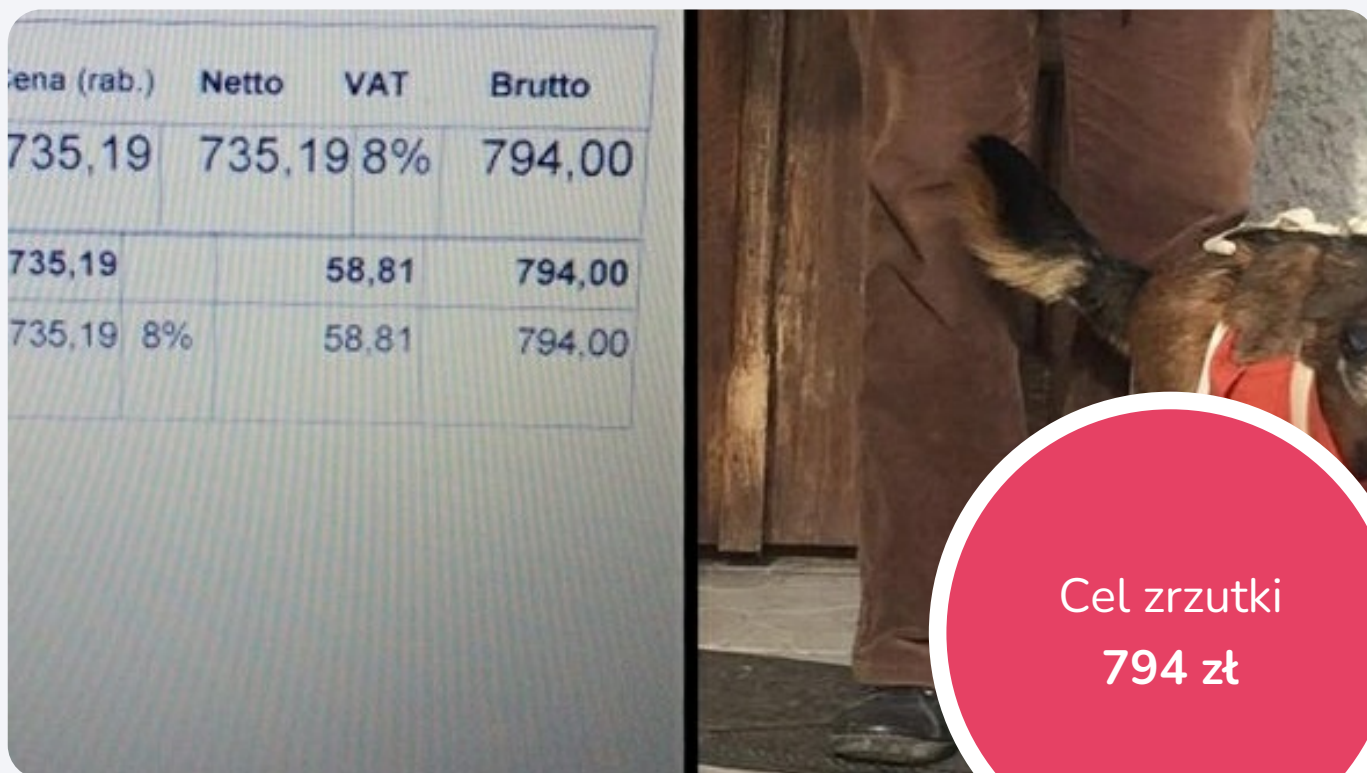 Cena (rab.) Netto VAT Brutto
735,19 735,19 8% 794,00
735,19 58,81 794,00
735,19 8% 58,81 794,00
Cel zrzutki
794 zł